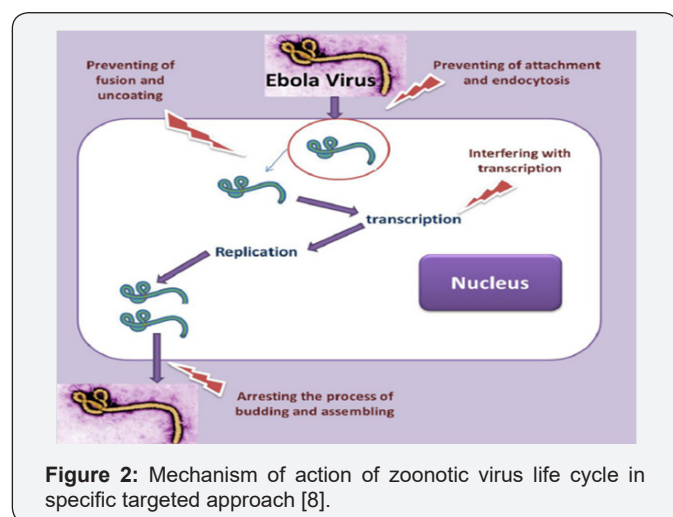 Preventing of
fusion and
uncoating
Ebola Virus
Preventing of attachment
and endocytosis
Interfering with
transcription
transcription
Replication
Nucleus
Arresting the process of
budding and assembling
Figure 2: Mechanism of action of zoonotic virus life cycle in
specific targeted approach [8].